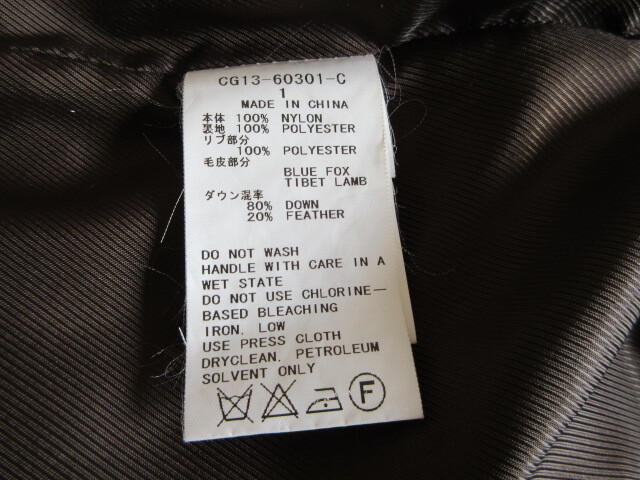 CG13-60301-C
1
MADE IN CHINA
本体 100% NYLON
裏地 100% POLYESTER
リブ部分
100% POLYESTER
毛皮部分
BLUE FOX
TIBET LAMB
ダウン混率
80% DOWN
20% FEATHER
DO NOT WASH
HANDLE WITH CARE IN A
WET STATE
DO NOT USE CHLORINE—
BASED BLEACHING
IRON. LOW
USE PRESS CLOTH
DRYCLEAN. PETROLEUM
SOLVENT ONLY
F